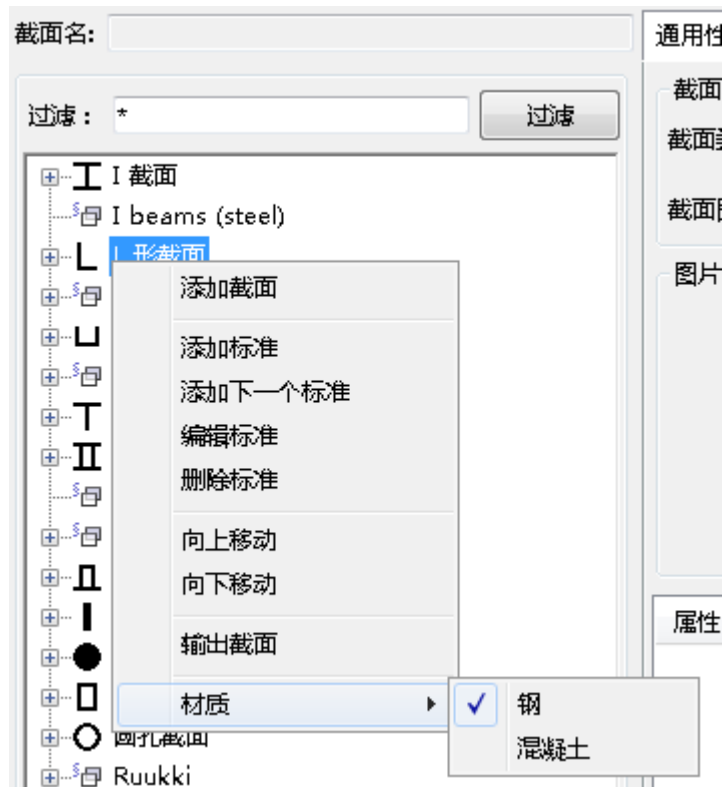 截面名:
通用性
过滤：
*
过滤
截面
截面
截面
图片
I 截面
I beams (steel)
L 形截面
添加截面
添加标准
添加下一个标准
编辑标准
删除标准
向上移动
向下移动
输出截面
材质
钢
混凝土
属性
圆孔截面
Ruukki